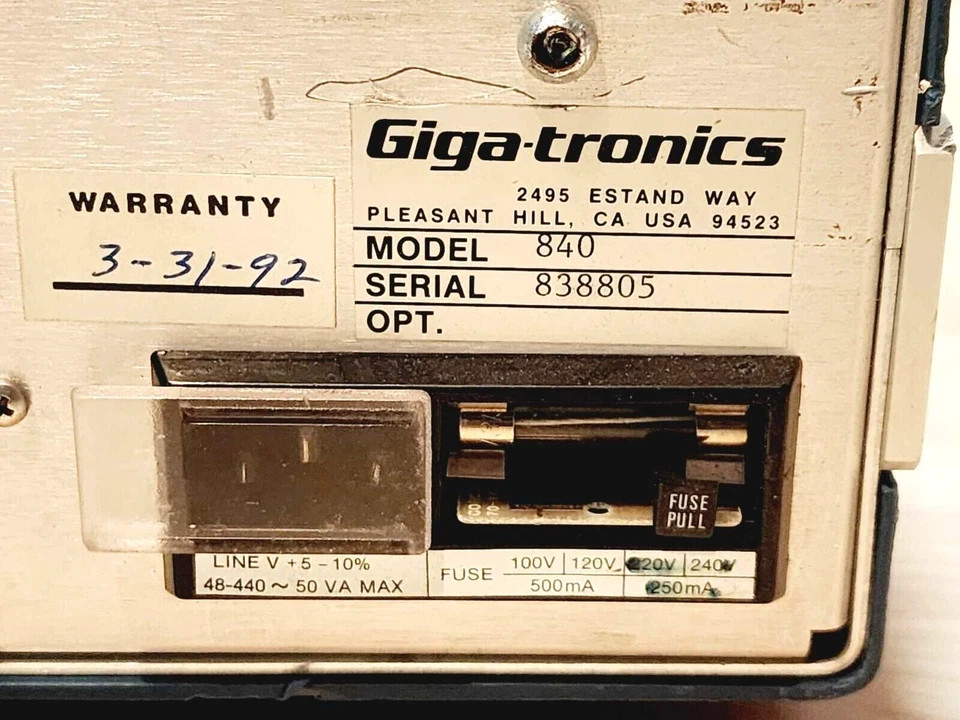 Giga-tronics
2495 ESTAND WAY
PLEASANT HILL, CA USA 94523
MODEL 840
SERIAL 838805
OPT.
WARRANTY
3-31-92
FUSE
PULL
LINE V +5 -10%
48-440 ~ 50 VA MAX
FUSE
100V 120V 220V 240V
500mA 250mA